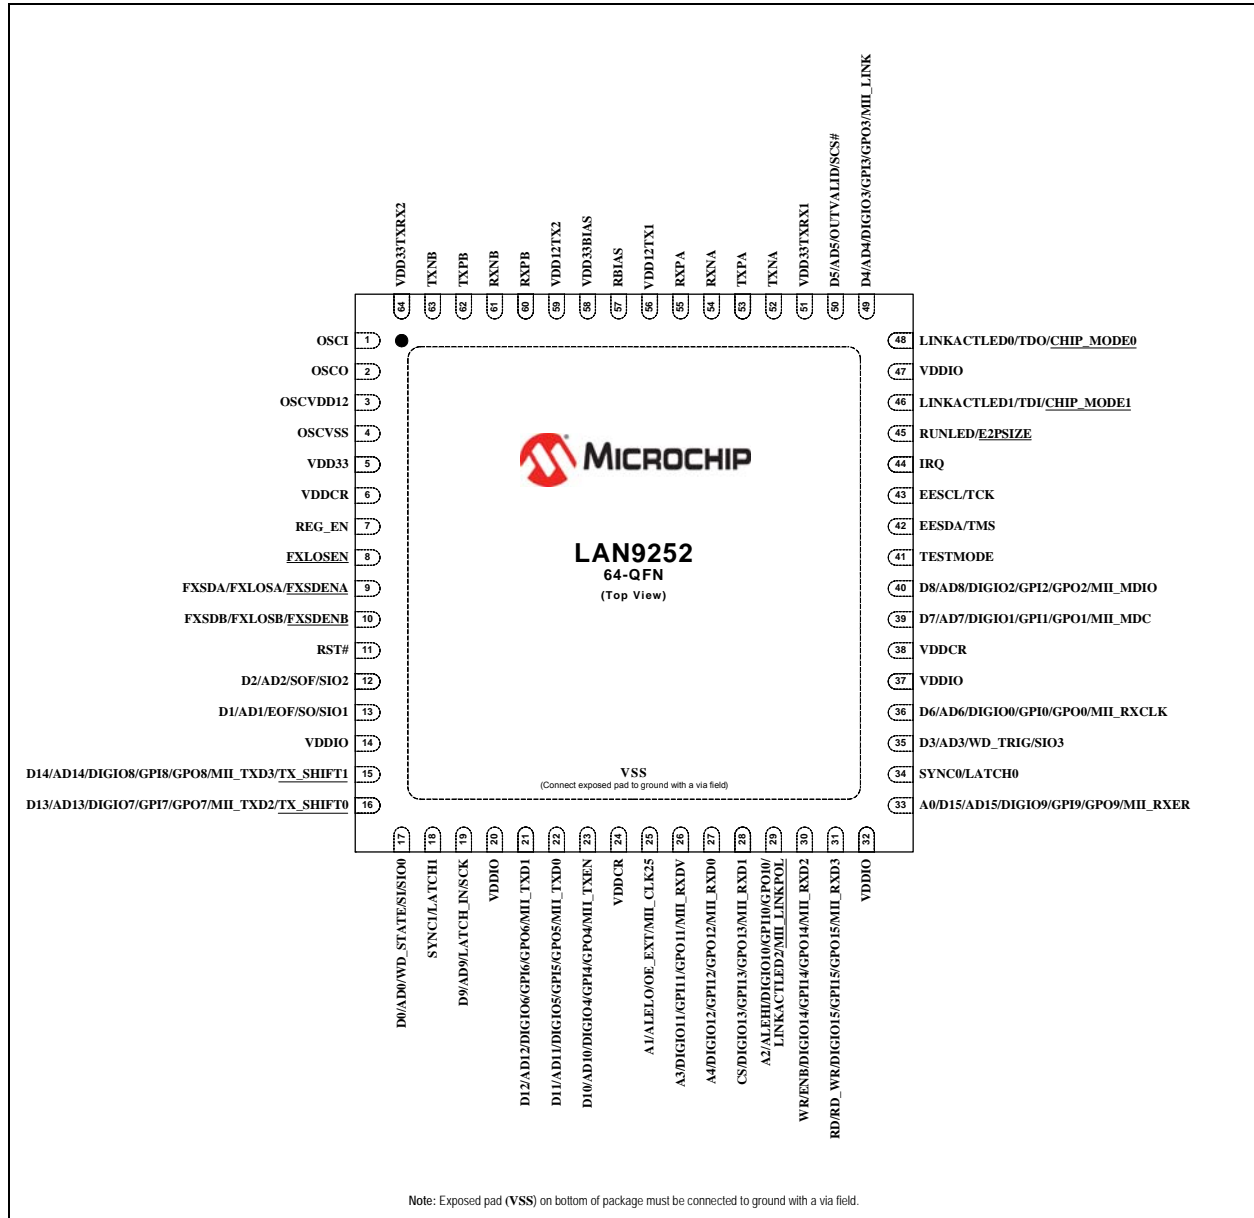 VDD33TXRX2
TXNB
TXPB
RXNB
RXPB
VDD12TX2
VDD33BIAS
RBIAS
VDD12TX1
RXPA
RXNA
TXPA
TXNA
VDD33TXRX1
D5/AD5/OUTVALID/SCS#
D4/AD4/DIGIO3/GPI3/GPO3/MII_LINK
64
63
62
61
60
59
58
57
56
55
54
53
52
51
50
49
OSCI 1
OSCO 2
OSCVDD12 3
OSCVSS 4
VDD33 5
VDDCR 6
REG_EN 7
FXLOSEN 8
FXSDA/FXLOSA/FXSDENA 9
FXSDB/FXLOSB/FXSDENB 10
RST# 11
D2/AD2/SOF/SIO2 12
D1/AD1/EOF/SO/SIO1 13
VDDIO 14
D14/AD14/DIGIO8/GPI8/GPO8/MII_TXD3/TX_SHIFT1 15
D13/AD13/DIGIO7/GPI7/GPO7/MII_TXD2/TX_SHIFT0 16
MICROCHIP
LAN9252
64-QFN
(Top View)
VSS
(Connect exposed pad to ground with a via field)
48 LINKACTLED0/TDO/CHIP_MODE0
47 VDDIO
46 LINKACTLED1/TDI/CHIP_MODE1
45 RUNLED/E2PSIZE
44 IRQ
43 EESCL/TCK
42 EESDA/TMS
41 TESTMODE
40 D8/AD8/DIGIO2/GPI2/GPO2/MII_MDIO
39 D7/AD7/DIGIO1/GPI1/GPO1/MII_MDC
38 VDDCR
37 VDDIO
36 D6/AD6/DIGIO0/GPI0/GPO0/MII_RXCLK
35 D3/AD3/WD_TRIG/SIO3
34 SYNC0/LATCH0
33 A0/D15/AD15/DIGIO9/GPI9/GPO9/MII_RXER
17
18
19
20
21
22
23
24
25
26
27
28
29
30
31
32
D0/AD0/WD_STATE/SI/SIO0
SYNC1/LATCH1
D9/AD9/LATCH_IN/SCK
VDDIO
D12/AD12/DIGIO6/GPI6/GPO6/MII_TXD1
D11/AD11/DIGIO5/GPI5/GPO5/MII_TXD0
D10/AD10/DIGIO4/GPI4/GPO4/MII_TXEN
VDDCR
A1/ALELO/OE_EXT/MII_CLK25
A3/DIGIO11/GPI11/GPO11/MII_RXDV
A4/DIGIO12/GPI12/GPO12/MII_RXD0
CS/DIGIO13/GPI13/GPO13/MII_RXD1
A2/ALEHI/DIGIO10/GPI10/GPO10/
LINKACTLED2/MII_LINKPOL
WR/ENB/DIGIO14/GPI14/GPO14/MII_RXD2
RD/RD_WR/DIGIO15/GPI15/GPO15/MII_RXD3
VDDIO
Note: Exposed pad (VSS) on bottom of package must be connected to ground with a via field.